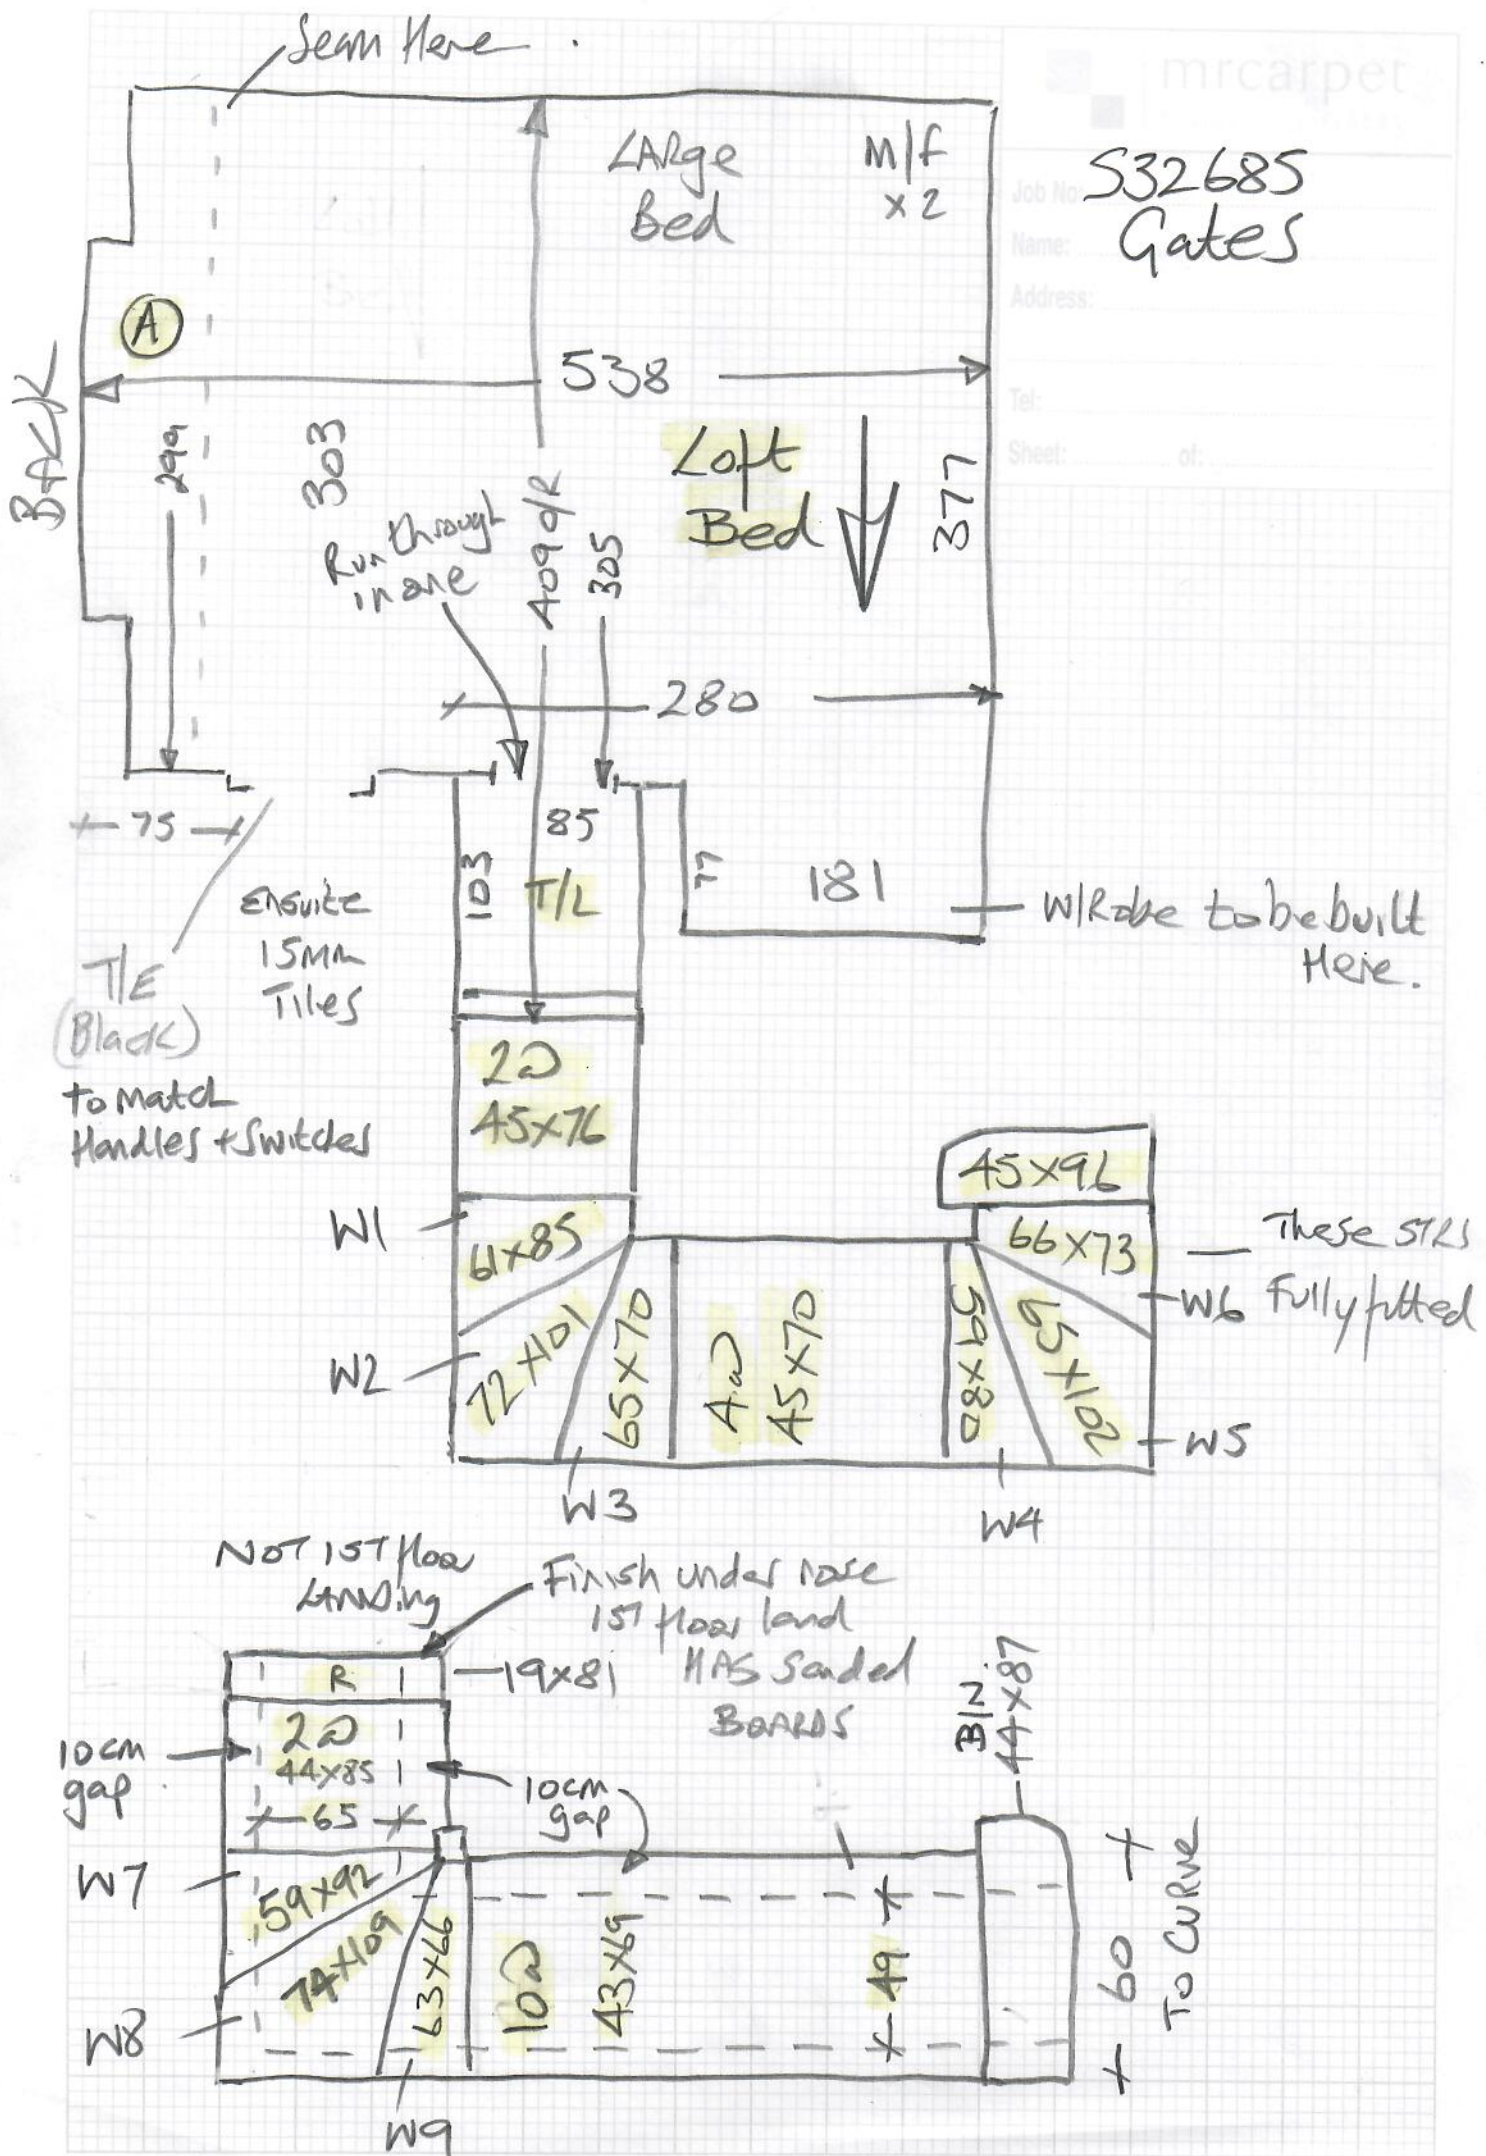 Seam Here
mrcarpet
LARge
Bed
M/f
x 2
Job No:
S32685
Name:
Gates
Address:
Tel:
Sheet: of:
A
BACK
538
299
303
Run through
in one
409 O/R
305
Loft
Bed
377
280
75
85
103
T/L
77
181
W/Robe to be built
Here.
Ensuite
15mm
Tiles
T/E
(Black)
to match
Handles + Switches
2@
45x76
W1
61x85
W2
72x101
65x70
W3
4@
45x70
45x96
66x73
These STRS
Fully fitted
W6
59x80
65x102
W5
W4
NOT 1ST floor
LANDing
Finish under nose
1ST floor land
HAS Sanded
BOARDS
R
19x81
10cm
gap
2@
44x85
65
10cm
gap
BN
44x87
W7
59x92
74x109
W8
63x66
W9
10@
43x69
49
60
To CURve